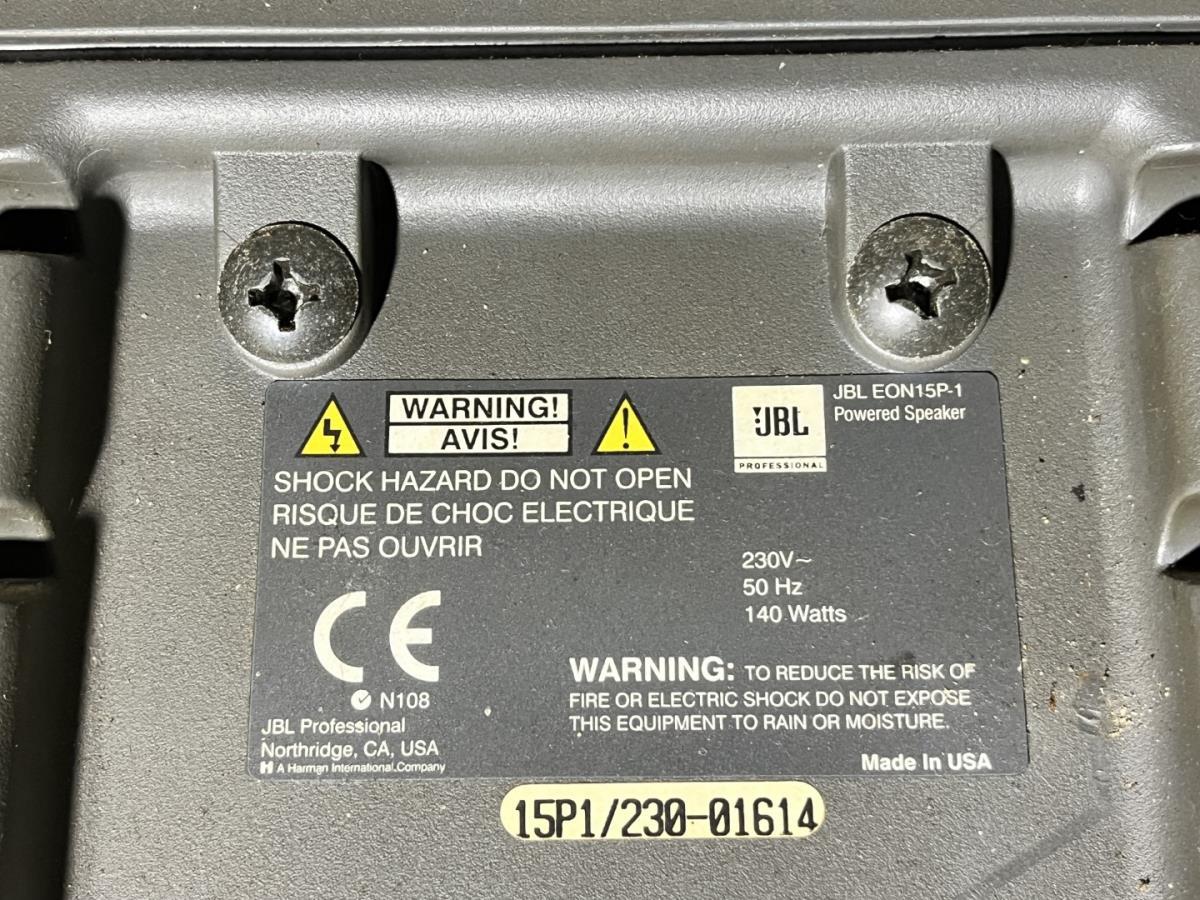 WARNING!
AVIS!
SHOCK HAZARD DO NOT OPEN
RISQUE DE CHOC ELECTRIQUE
NE PAS OUVRIR
JBL
PROFESSIONAL
JBL EON15P-1
Powered Speaker
230V~
50 Hz
140 Watts
CE
N108
JBL Professional
Northridge, CA, USA
A Harman International Company
WARNING: TO REDUCE THE RISK OF
FIRE OR ELECTRIC SHOCK DO NOT EXPOSE
THIS EQUIPMENT TO RAIN OR MOISTURE.
Made In USA
15P1/230-01614